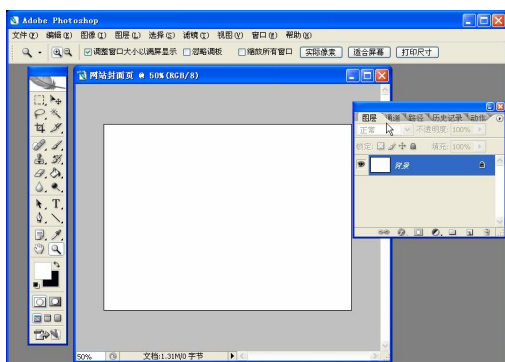 Adobe Photoshop
文件(F) 编辑(E) 图像(I) 图层(L) 选择(S) 滤镜(T) 视图(V) 窗口(W) 帮助(H)
调整窗口大小以满屏显示 忽略调板 缩放所有窗口 实际像素 适合屏幕 打印尺寸
网站封面页 @ 50%(RGB/8)
图层 通道 路径 历史记录 动作
正常 不透明度: 100%
锁定: 填充: 100%
背景
T
50% 文档:1.31M/0 字节